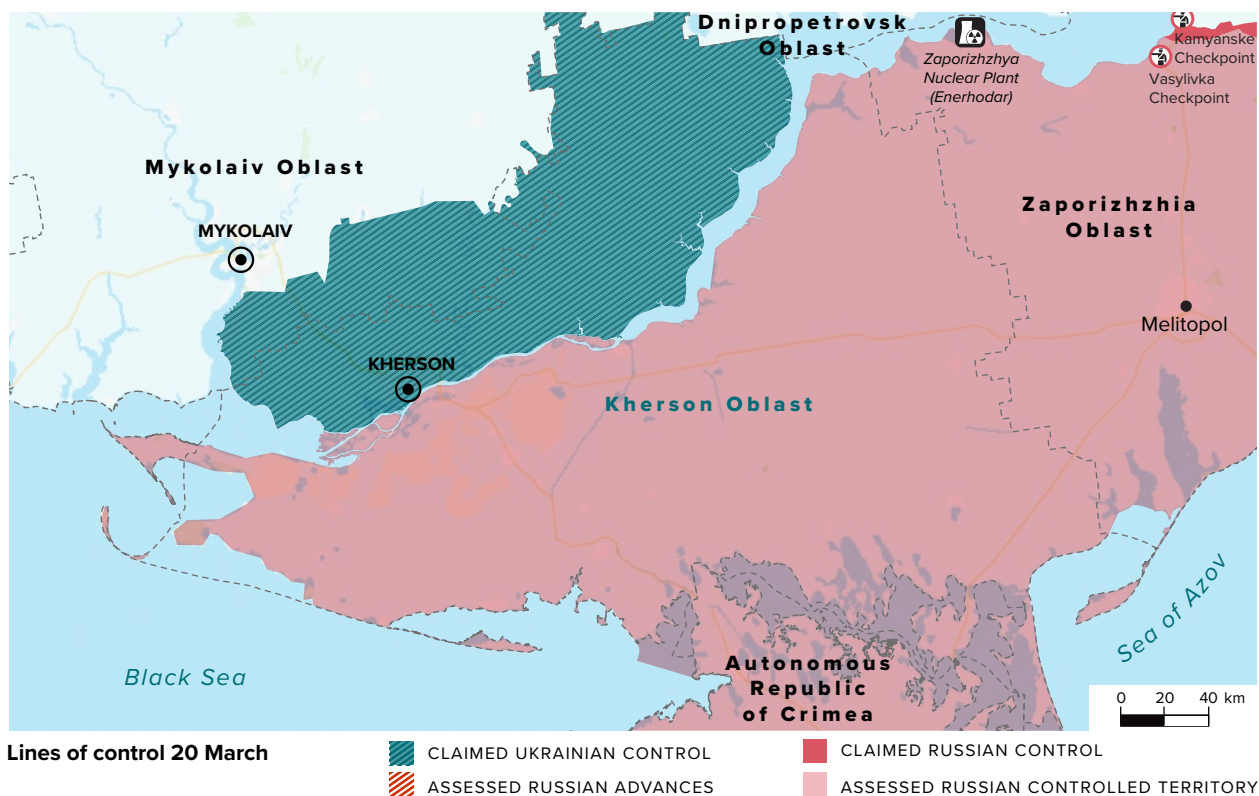 Dnipropetrovsk
Oblast
Zaporizhzhya
Nuclear Plant
(Enerhodar)
Kamyanske
Checkpoint
Vasylivka
Checkpoint
Mykolaiv Oblast
MYKOLAIV
Zaporizhzhia
Oblast
Melitopol
KHERSON
Kherson Oblast
Sea of Azov
Black Sea
Autonomous
Republic
of Crimea
0 20 40 km
Lines of control 20 March
CLAIMED UKRAINIAN CONTROL
CLAIMED RUSSIAN CONTROL
ASSESSED RUSSIAN ADVANCES
ASSESSED RUSSIAN CONTROLLED TERRITORY